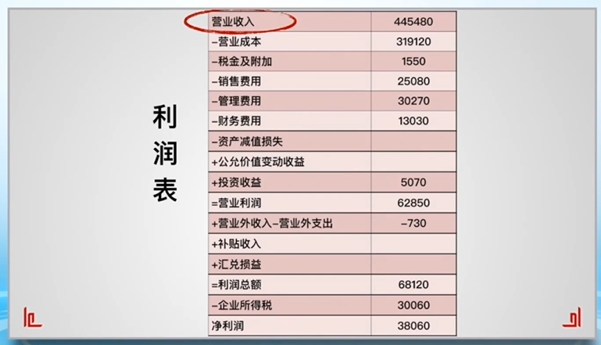 利润表
营业收入 445480
-营业成本 319120
-税金及附加 1550
-销售费用 25080
-管理费用 30270
-财务费用 13030
-资产减值损失
+公允价值变动收益
+投资收益 5070
=营业利润 62850
+营业外收入-营业外支出 -730
+补贴收入
+汇兑损益
=利润总额 68120
-企业所得税 30060
净利润 38060